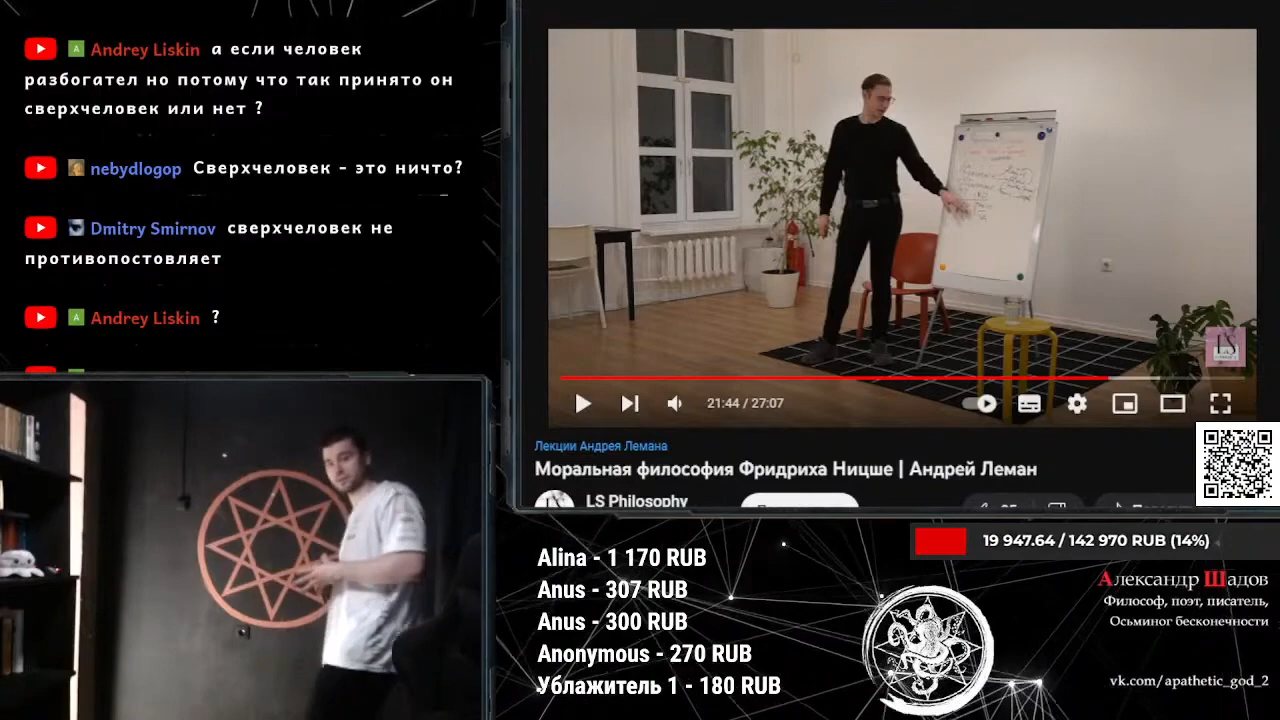 Andrey Liskin а если человек
разбогател но потому что так принято он
сверхчеловек или нет ?
nebydlogop Сверхчеловек - это ничто?
Dmitry Smirnov сверхчеловек не
противопостовляет
Andrey Liskin ?
21:44 / 27:07
LS
Лекции Андрея Лемана
Моральная философия Фридриха Ницше | Андрей Леман
LS Philosophy
19 947.64 / 142 970 RUB (14%)
Alina - 1 170 RUB
Anus - 307 RUB
Anus - 300 RUB
Anonymous - 270 RUB
Ублажитель 1 - 180 RUB
Александр Шадов
Философ, поэт, писатель,
Осьминог бесконечности
vk.com/apathetic_god_2